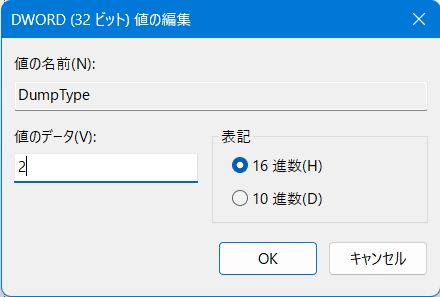 DWORD (32 ビット) 値の編集
値の名前(N):
DumpType
値のデータ(V):
2
表記
16 進数(H)
10 進数(D)
OK
キャンセル